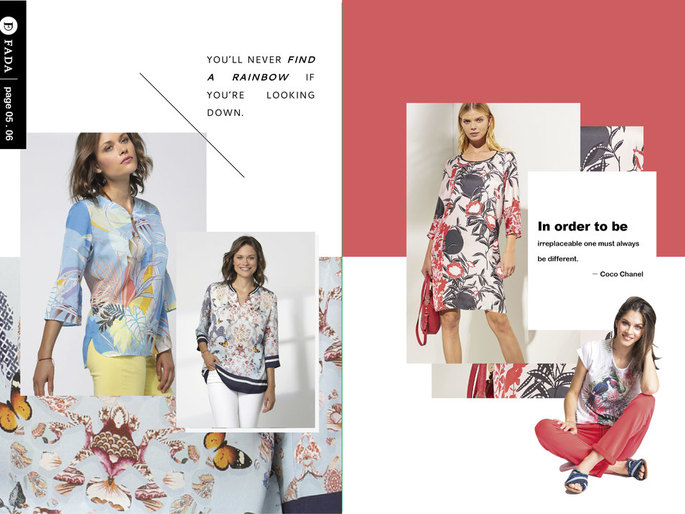 FADA
page 05 . 06
YOU'LL NEVER FIND
A RAINBOW IF
YOU'RE LOOKING
DOWN.
In order to be
irreplaceable one must always
be different.
— Coco Chanel